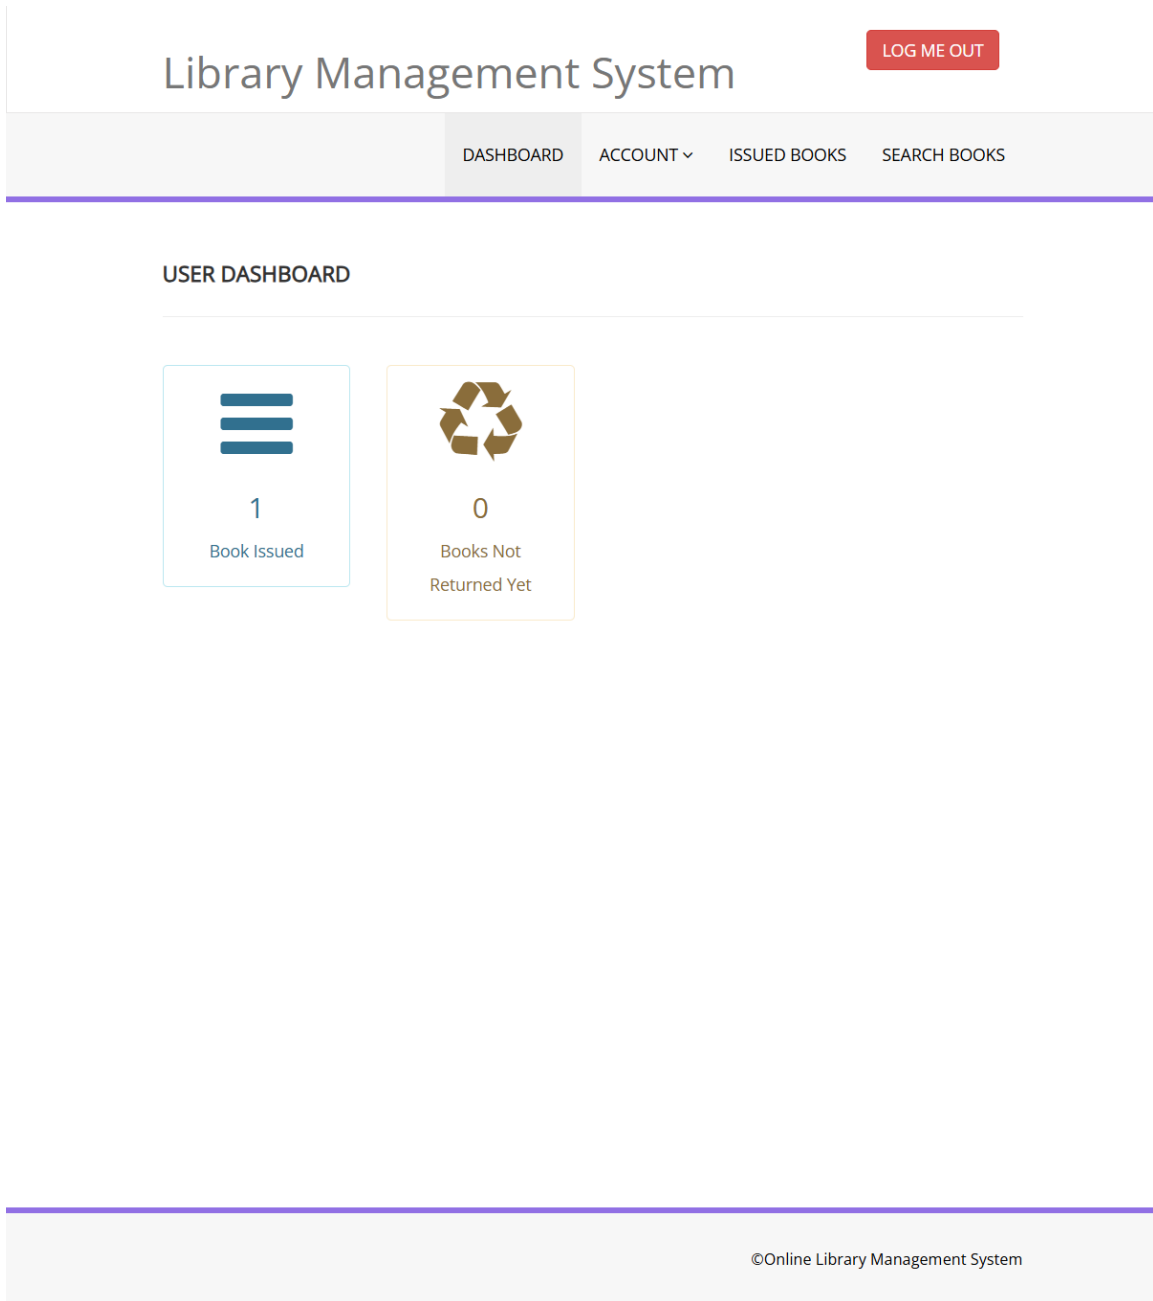 Library Management System
LOG ME OUT
DASHBOARD
ACCOUNT
ISSUED BOOKS
SEARCH BOOKS
USER DASHBOARD
1
Book Issued
0
Books Not
Returned Yet
©Online Library Management System